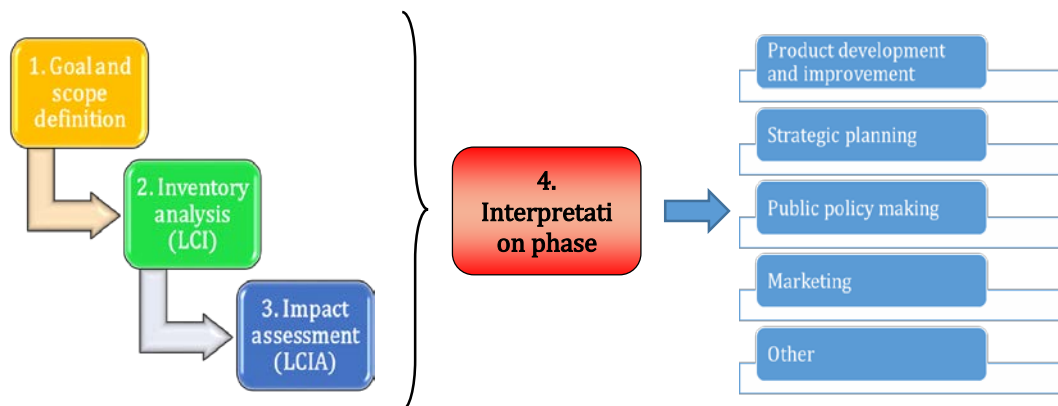 1. Goal and
scope
definition
2. Inventory
analysis
(LCI)
3. Impact
assessment
(LCIA)
4.
Interpretati
on phase
Product development
and improvement
Strategic planning
Public policy making
Marketing
Other